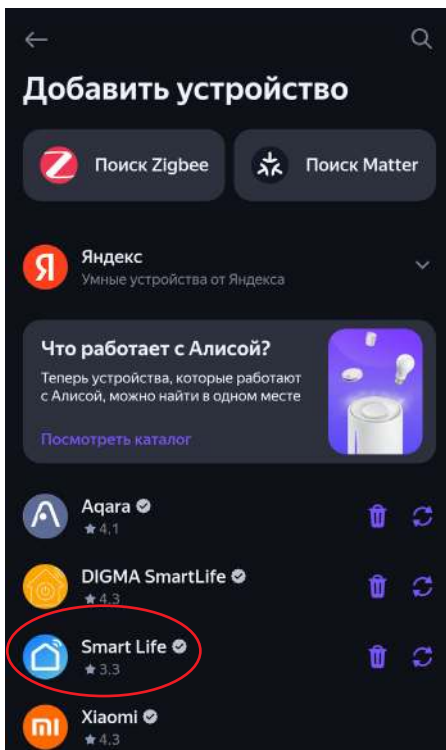 Добавить устройство
Поиск Zigbee
Поиск Matter
Я
Яндекс
Умные устройства от Яндекса
Что работает с Алисой?
Теперь устройства, которые работают
с Алисой, можно найти в одном месте
Посмотреть каталог
Aqara
4.1
DIGMA SmartLife
4.3
Smart Life
3.3
mi
Xiaomi
4.3